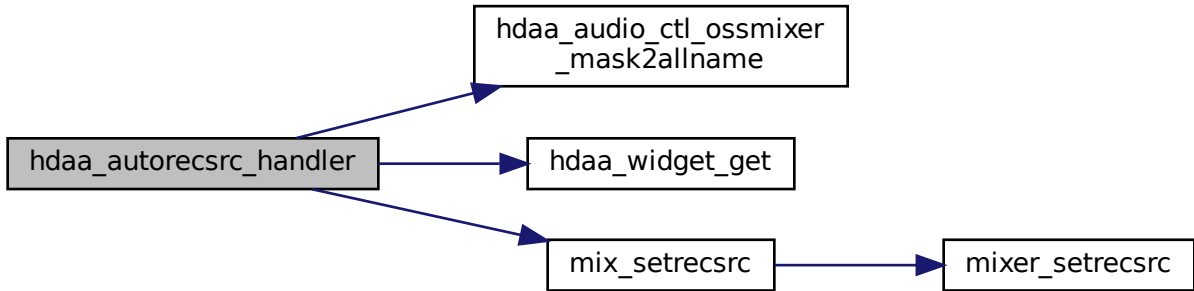 hdaa_audio_ctl_ossmixer
_mask2allname
hdaa_autorecsrc_handler
hdaa_widget_get
mix_setrecsrc
mixer_setrecsrc